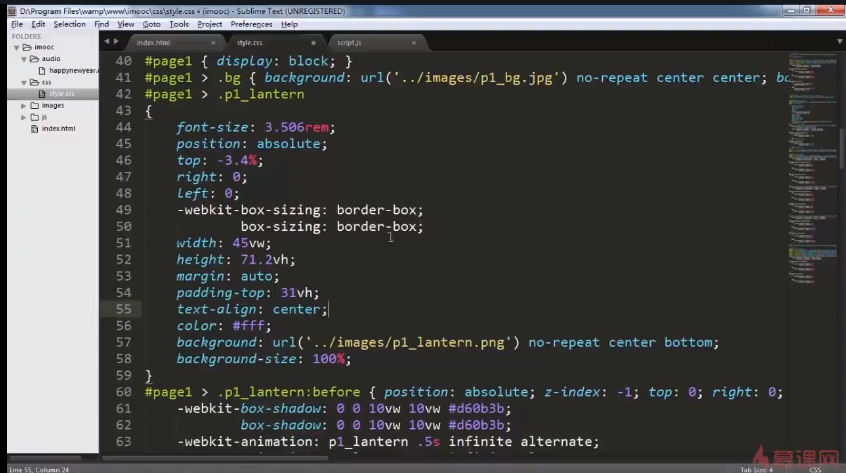 D:\Program data\wamp\www\imooc\css\style.css • (imooc) - Sublime Text (UNREGISTERED)
File Edit Selection Find View Goto Tools Project Preferences Help
FOLDERS
imooc
audio
happynewyear.
css
style.css
images
js
index.html
index.html style.css script.js
40 #page1 { display: block; }
41 #page1 > .bg { background: url('../images/p1_bg.jpg') no-repeat center center;
42 #page1 > .p1_lantern
43 {
44 font-size: 3.506rem;
45 position: absolute;
46 top: -3.4%;
47 right: 0;
48 left: 0;
49 -webkit-box-sizing: border-box;
50 box-sizing: border-box;
51 width: 45vw;
52 height: 71.2vh;
53 margin: auto;
54 padding-top: 31vh;
55 text-align: center;
56 color: #fff;
57 background: url('../images/p1_lantern.png') no-repeat center bottom;
58 background-size: 100%;
59 }
60 #page1 > .p1_lantern:before { position: absolute; z-index: -1; top: 0; right: 0;
61 -webkit-box-shadow: 0 0 10vw 10vw #d60b3b;
62 box-shadow: 0 0 10vw 10vw #d60b3b;
63 -webkit-animation: p1_lantern .5s infinite alternate;
慕课网
Line 55, Column 24 Tab Size: 4 CSS